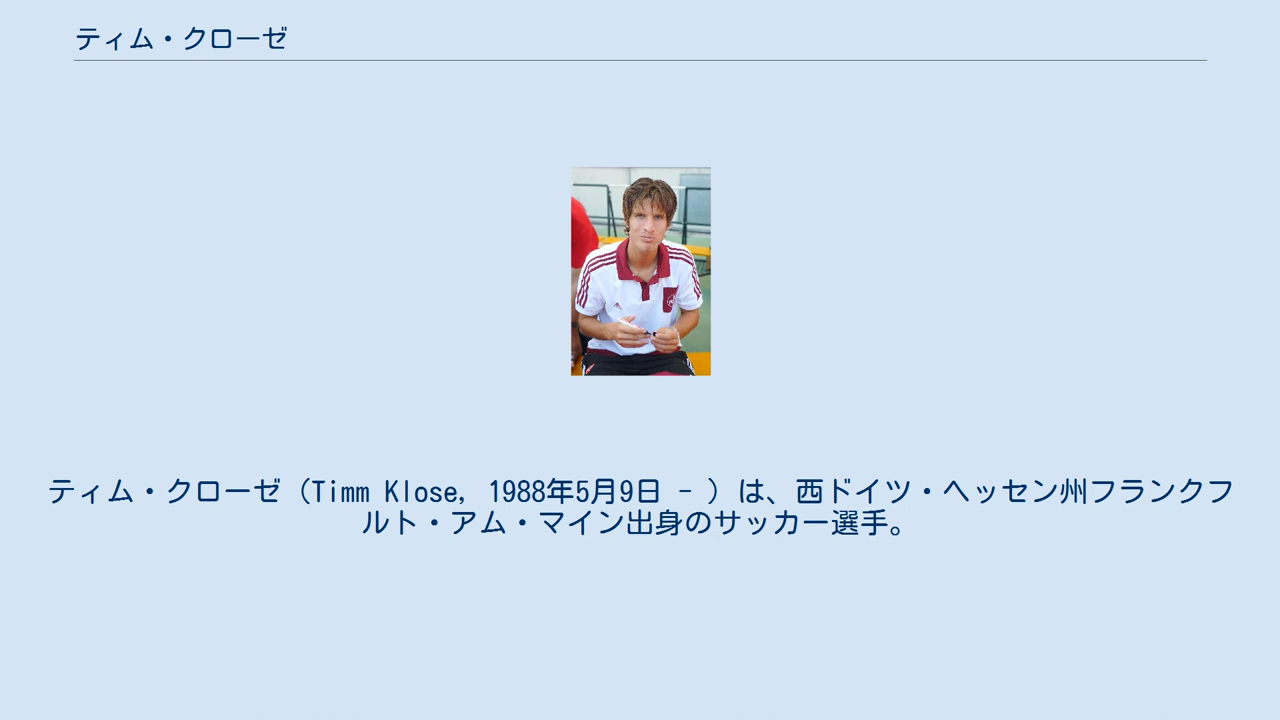 ティム・クローゼ
ティム・クローゼ（Timm Klose, 1988年5月9日 - ）は、西ドイツ・ヘッセン州フランクフ
ルト・アム・マイン出身のサッカー選手。